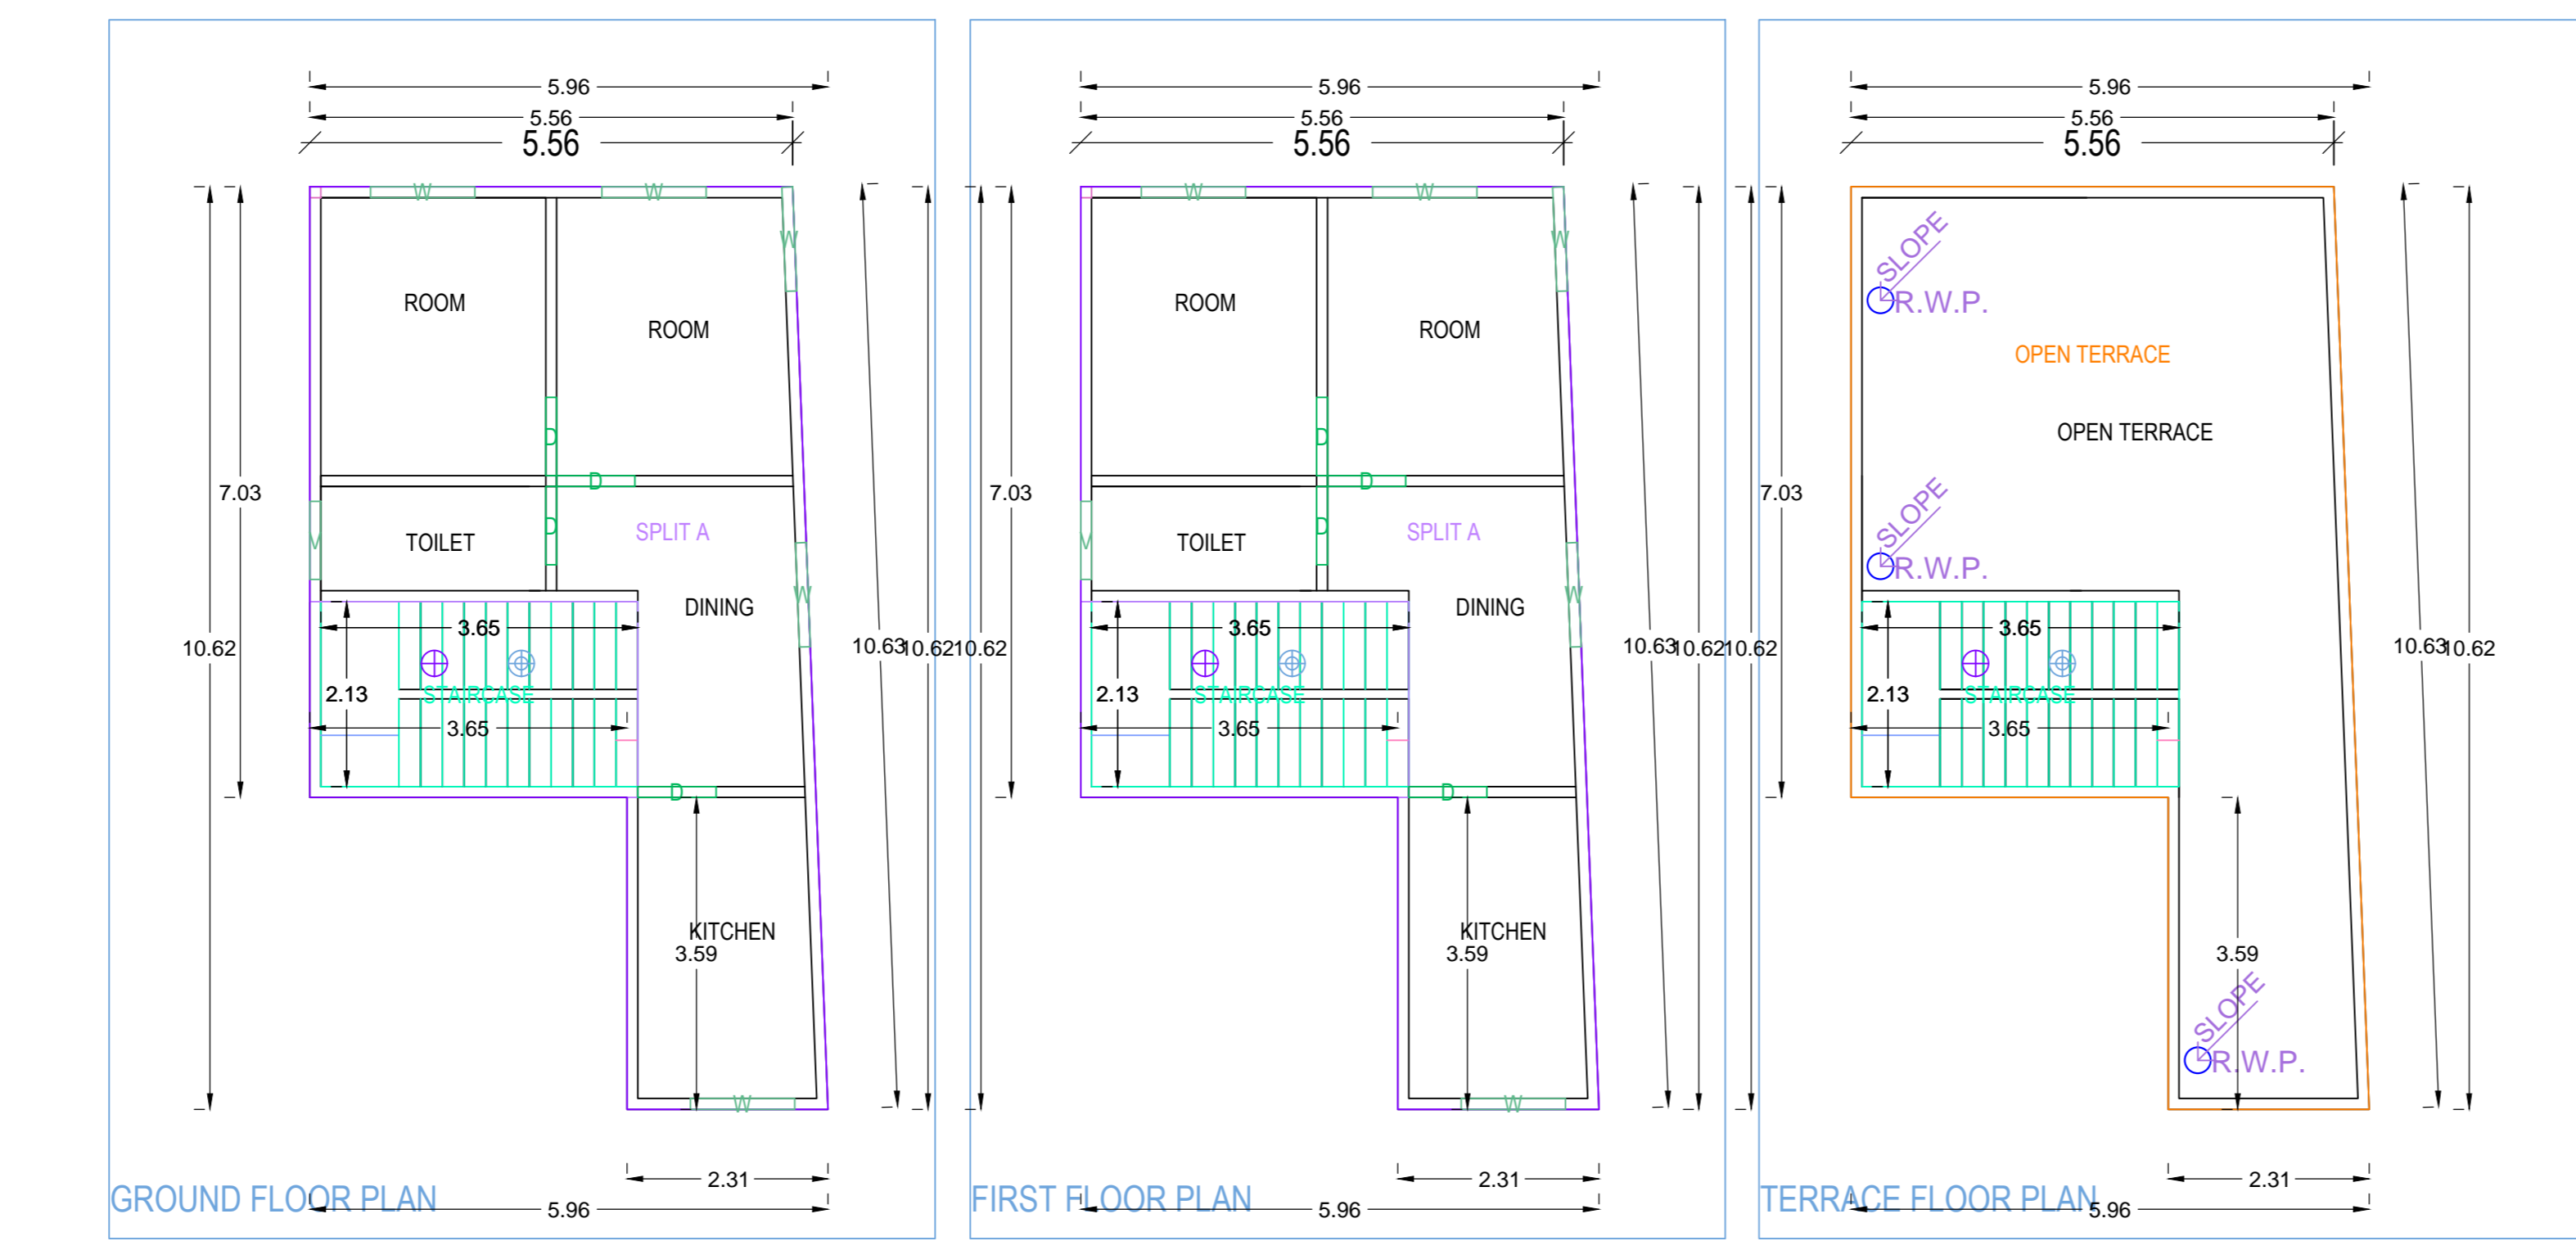 5.96
5.56
5.56
W
W
W
ROOM
ROOM
D
D
7.03
D
SPLIT A
TOILET
V
W
DINING
3.65
10.62
10.63
10.62
2.13
STAIRCASE
3.65
D
KITCHEN
3.59
W
2.31
GROUND FLOOR PLAN
5.96
5.96
5.56
5.56
W
W
W
ROOM
ROOM
D
D
7.03
D
SPLIT A
TOILET
W
DINING
3.65
10.62
10.63
10.62
2.13
STAIRCASE
3.65
D
KITCHEN
3.59
W
2.31
FIRST FLOOR PLAN
5.96
5.96
5.56
5.56
SLOPE
R.W.P.
OPEN TERRACE
OPEN TERRACE
7.03
SLOPE
R.W.P.
3.65
10.62
10.63
10.62
2.13
STAIRCASE
3.65
3.59
SLOPE
R.W.P.
2.31
TERRACE FLOOR PLAN
5.96